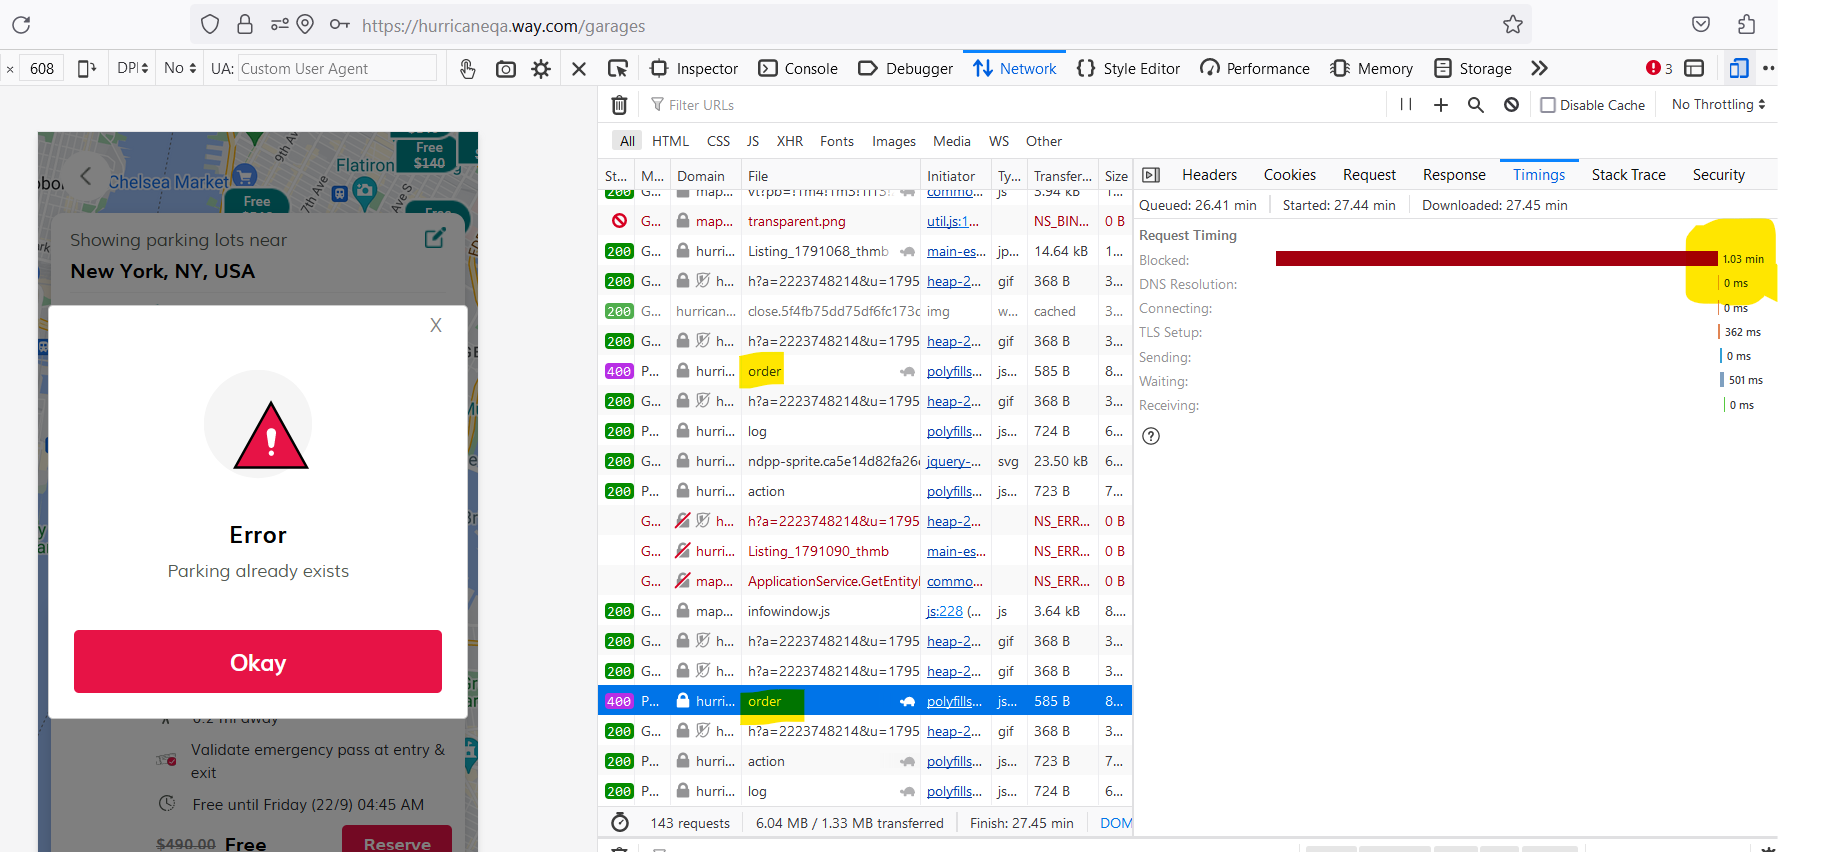 https://hurricaneqa.way.com/garages
× 608 DPI No UA: Custom User Agent
Inspector Console Debugger Network Style Editor Performance Memory Storage 3
Filter URLs
Disable Cache No Throttling
All HTML CSS JS XHR Fonts Images Media WS Other
St... M... Domain File Initiator Ty... Transfer... Size
200 G... map... commo... js 5.94 kB 1...
G... map... transparent.png util.js:1... NS_BIN... 0 B
200 G... hurri... Listing_1791068_thmb main-es... jp... 14.64 kB 1...
200 G... h... h?a=2223748214&u=1795 heap-2... gif 368 B 3...
200 G... hurrican... close.5f4fb75dd75df6fc173c img w... cached 3...
200 G... h... h?a=2223748214&u=1795 heap-2... gif 368 B 3...
400 P... hurri... order polyfills... js... 585 B 8...
200 G... h... h?a=2223748214&u=1795 heap-2... gif 368 B 3...
200 P... hurri... log polyfills... js... 724 B 6...
200 G... hurri... ndpp-sprite.ca5e14d82fa26 jquery-... svg 23.50 kB 6...
200 P... hurri... action polyfills... js... 723 B 7...
G... h... h?a=2223748214&u=1795 heap-2... NS_ERR... 0 B
G... hurri... Listing_1791090_thmb main-es... NS_ERR... 0 B
G... map... ApplicationService.GetEntityI commo... NS_ERR... 0 B
200 G... map... infowindow.js js:228 (... js 3.64 kB 8....
200 G... h... h?a=2223748214&u=1795 heap-2... gif 368 B 3...
200 G... h... h?a=2223748214&u=1795 heap-2... gif 368 B 3...
400 P... hurri... order polyfills... js... 585 B 8...
200 G... h... h?a=2223748214&u=1795 heap-2... gif 368 B 3...
200 P... hurri... action polyfills... js... 723 B 7...
200 P... hurri... log polyfills... js... 724 B 6...
143 requests 6.04 MB / 1.33 MB transferred Finish: 27.45 min DOM
Headers Cookies Request Response Timings Stack Trace Security
Queued: 26.41 min Started: 27.44 min Downloaded: 27.45 min
Request Timing
Blocked: 1.03 min
DNS Resolution: 0 ms
Connecting: 0 ms
TLS Setup: 362 ms
Sending: 0 ms
Waiting: 501 ms
Receiving: 0 ms
9th Ave
Free
$140
Flatiron
Chelsea Market
7th Ave
Ave S
Free
Free
Showing parking lots near
New York, NY, USA
X
Error
Parking already exists
Okay
0.2 mi away
Validate emergency pass at entry &
exit
Free until Friday (22/9) 04:45 AM
$490.00 Free Reserve